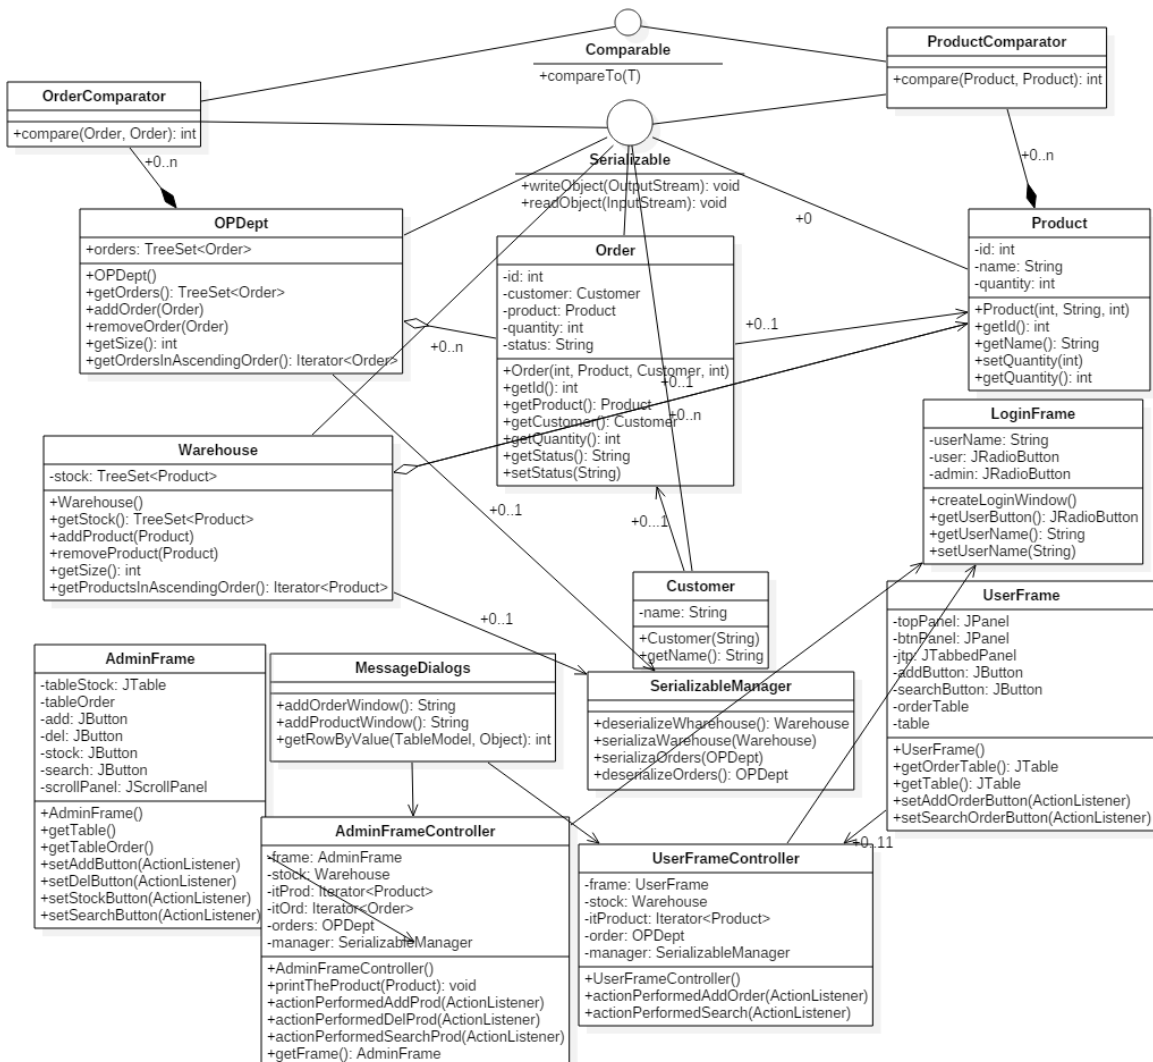 Comparable
+compareTo(T)
ProductComparator
+compare(Product, Product): int
OrderComparator
+compare(Order, Order): int
+0..n
+0..n
Serializable
+writeObject(OutputStream): void
+readObject(InputStream): void
+0
OPDept
+orders: TreeSet<Order>
+OPDept()
+getOrders(): TreeSet<Order>
+addOrder(Order)
+removeOrder(Order)
+getSize(): int
+getOrdersInAscendingOrder(): Iterator<Order>
+0..n
Order
-id: int
-customer: Customer
-product: Product
-quantity: int
-status: String
+Order(int, Product, Customer, int)
+getId(): int
+getProduct(): Product
+getCustomer(): Customer
+getQuantity(): int
+getStatus(): String
+setStatus(String)
+0..1
+0..1
+0..n
Product
-id: int
-name: String
-quantity: int
+Product(int, String, int)
+getId(): int
+getName(): String
+setQuantity(int)
+getQuantity(): int
Warehouse
-stock: TreeSet<Product>
+Warehouse()
+getStock(): TreeSet<Product>
+addProduct(Product)
+removeProduct(Product)
+getSize(): int
+getProductsInAscendingOrder(): Iterator<Product>
+0..1
+0...1
+0..1
LoginFrame
-userName: String
-user: JRadioButton
-admin: JRadioButton
+createLoginWindow()
+getUserButton(): JRadioButton
+getUserName(): String
+setUserName(String)
Customer
-name: String
+Customer(String)
+getName(): String
UserFrame
-topPanel: JPanel
-btnPanel: JPanel
-jtp: JTabbedPanel
-addButton: JButton
-searchButton: JButton
-orderTable
-table
+UserFrame()
+getOrderTable(): JTable
+getTable(): JTable
+setAddOrderButton(ActionListener)
+setSearchOrderButton(ActionListener)
+0.11
AdminFrame
-tableStock: JTable
-tableOrder
-add: JButton
-del: JButton
-stock: JButton
-search: JButton
-scrollPanel: JScrollPanel
+AdminFrame()
+getTable()
+getTableOrder()
+setAddButton(ActionListener)
+setDelButton(ActionListener)
+setStockButton(ActionListener)
+setSearchButton(ActionListener)
MessageDialogs
+addOrderWindow(): String
+addProductWindow(): String
+getRowByValue(TableModel, Object): int
SerializableManager
+deserializeWharehouse(): Warehouse
+serializaWarehouse(Warehouse)
+serializaOrders(OPDept)
+deserializeOrders(): OPDept
AdminFrameController
-frame: AdminFrame
-stock: Warehouse
-itProd: Iterator<Product>
-itOrd: Iterator<Order>
-orders: OPDept
-manager: SerializableManager
+AdminFrameController()
+printTheProduct(Product): void
+actionPerformedAddProd(ActionListener)
+actionPerformedDelProd(ActionListener)
+actionPerformedSearchProd(ActionListener)
+getFrame(): AdminFrame
UserFrameController
-frame: UserFrame
-stock: Warehouse
-itProduct: Iterator<Product>
-order: OPDept
-manager: SerializableManager
+UserFrameController()
+actionPerformedAddOrder(ActionListener)
+actionPerformedSearch(ActionListener)